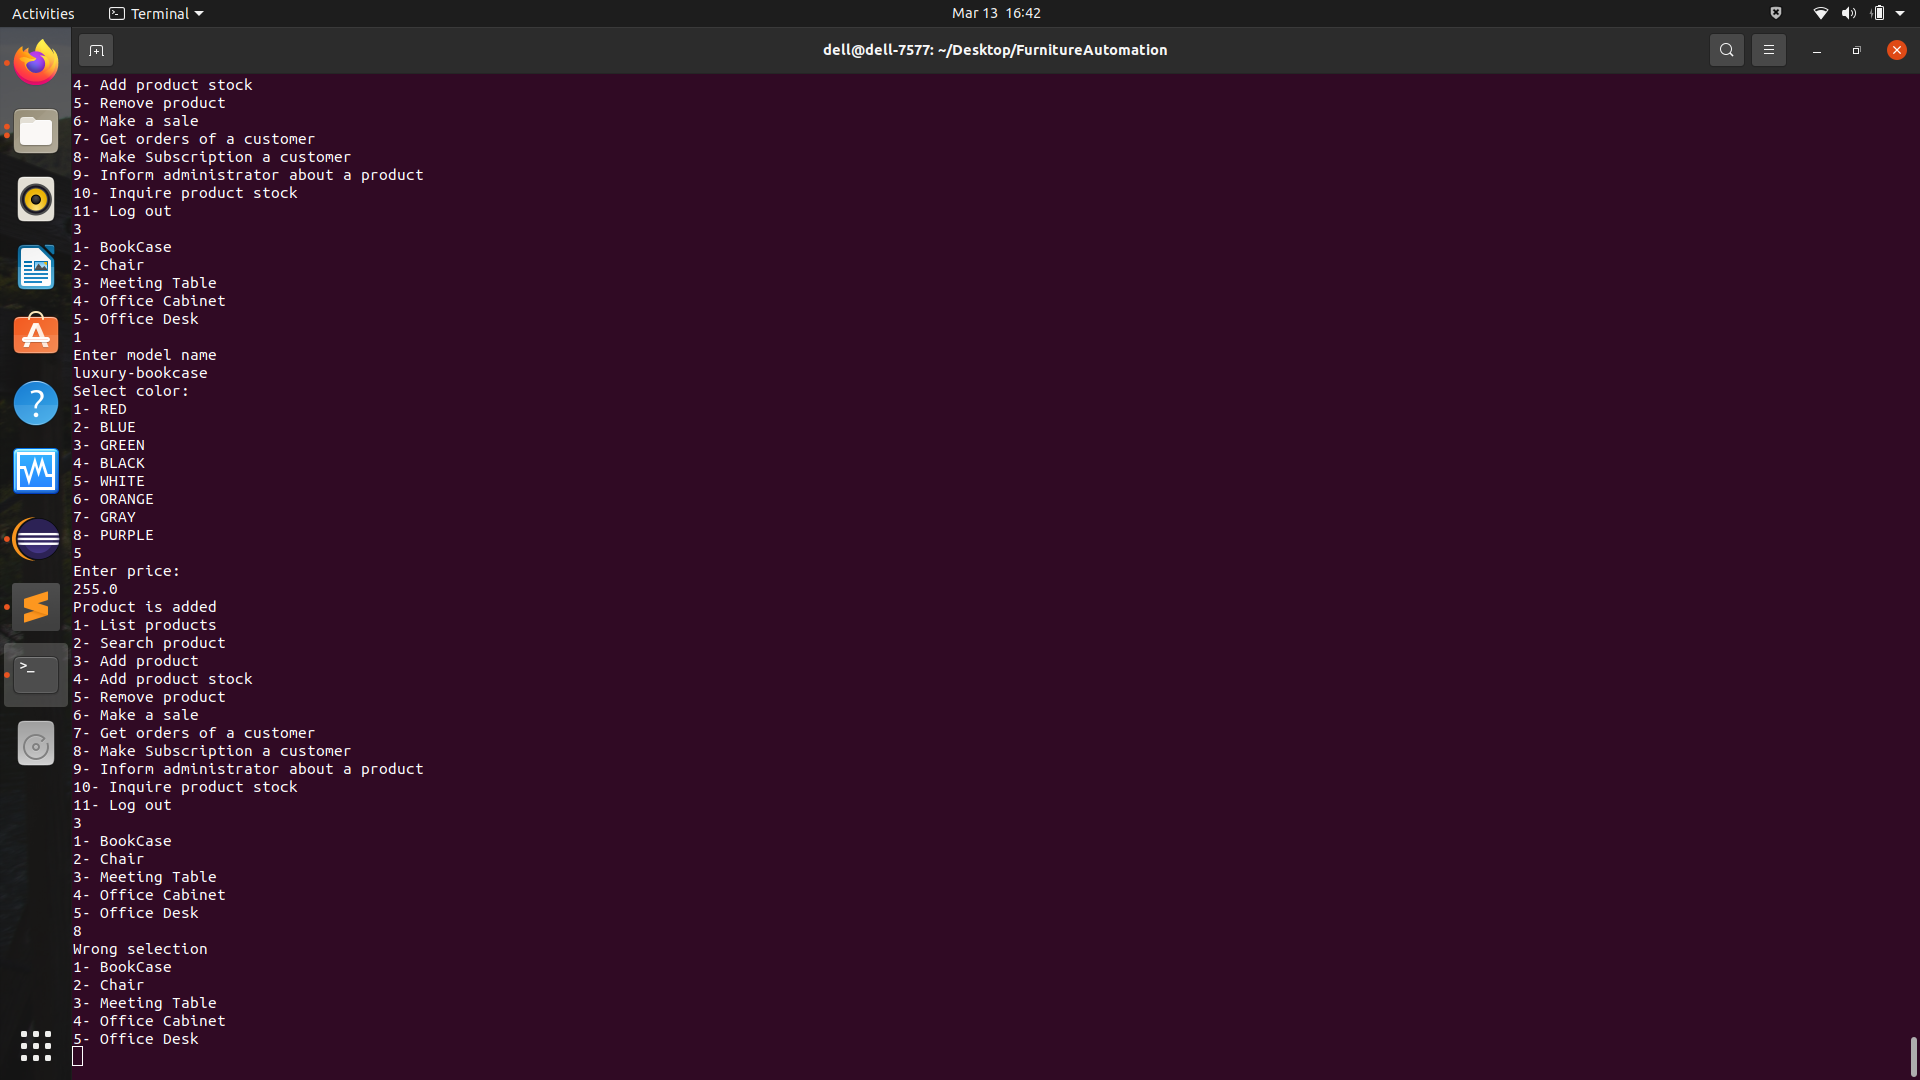 Activities
Terminal
Mar 13 16:42
dell@dell-7577: ~/Desktop/FurnitureAutomation
4- Add product stock
5- Remove product
6- Make a sale
7- Get orders of a customer
8- Make Subscription a customer
9- Inform administrator about a product
10- Inquire product stock
11- Log out
3
1- BookCase
2- Chair
3- Meeting Table
4- Office Cabinet
5- Office Desk
1
Enter model name
luxury-bookcase
Select color:
1- RED
2- BLUE
3- GREEN
4- BLACK
5- WHITE
6- ORANGE
7- GRAY
8- PURPLE
5
Enter price:
255.0
Product is added
1- List products
2- Search product
3- Add product
4- Add product stock
5- Remove product
6- Make a sale
7- Get orders of a customer
8- Make Subscription a customer
9- Inform administrator about a product
10- Inquire product stock
11- Log out
3
1- BookCase
2- Chair
3- Meeting Table
4- Office Cabinet
5- Office Desk
8
Wrong selection
1- BookCase
2- Chair
3- Meeting Table
4- Office Cabinet
5- Office Desk